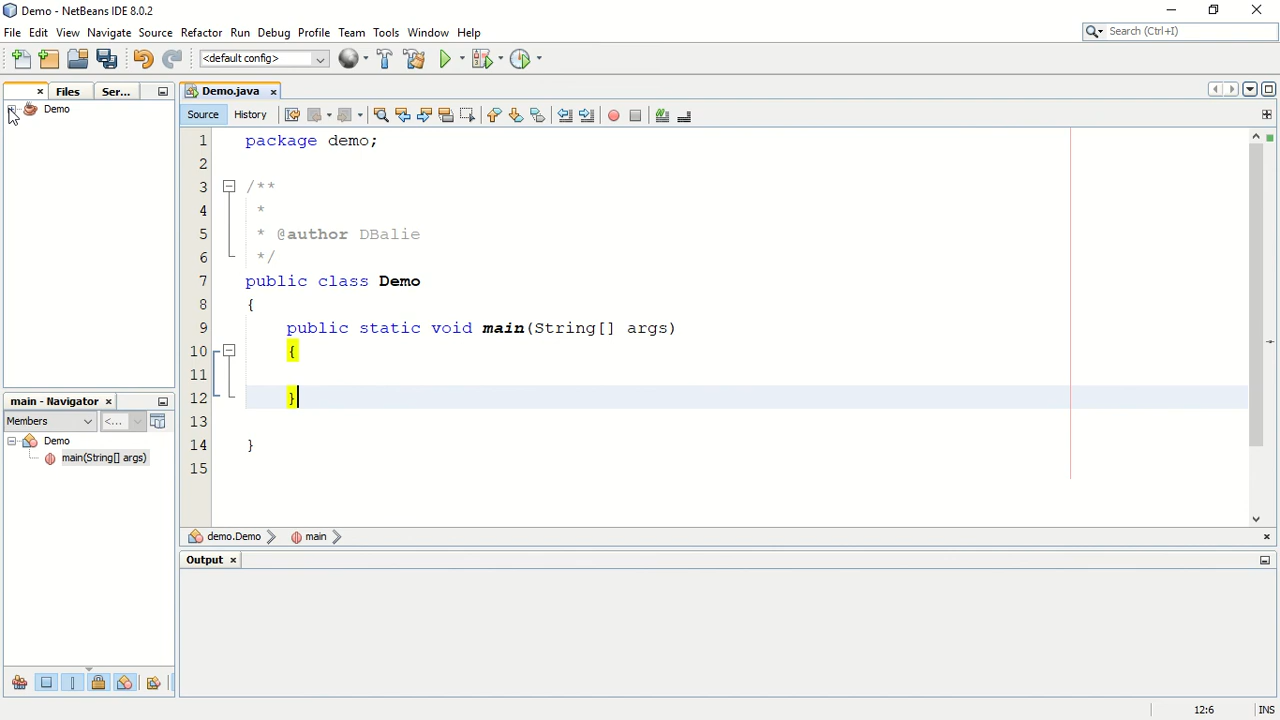 Demo - NetBeans IDE 8.0.2
File Edit View Navigate Source Refactor Run Debug Profile Team Tools Window Help
Search (Ctrl+I)
<default config>
Files Ser...
Demo
Demo.java
Source History
1 package demo;
2
3 /**
4 *
5 * @author DBalie
6 */
7 public class Demo
8 {
9 public static void main(String[] args)
10 {
11
12 }
13
14 }
15
main - Navigator
Members <...
Demo
main(String[] args)
demo.Demo main
Output
12:6 INS